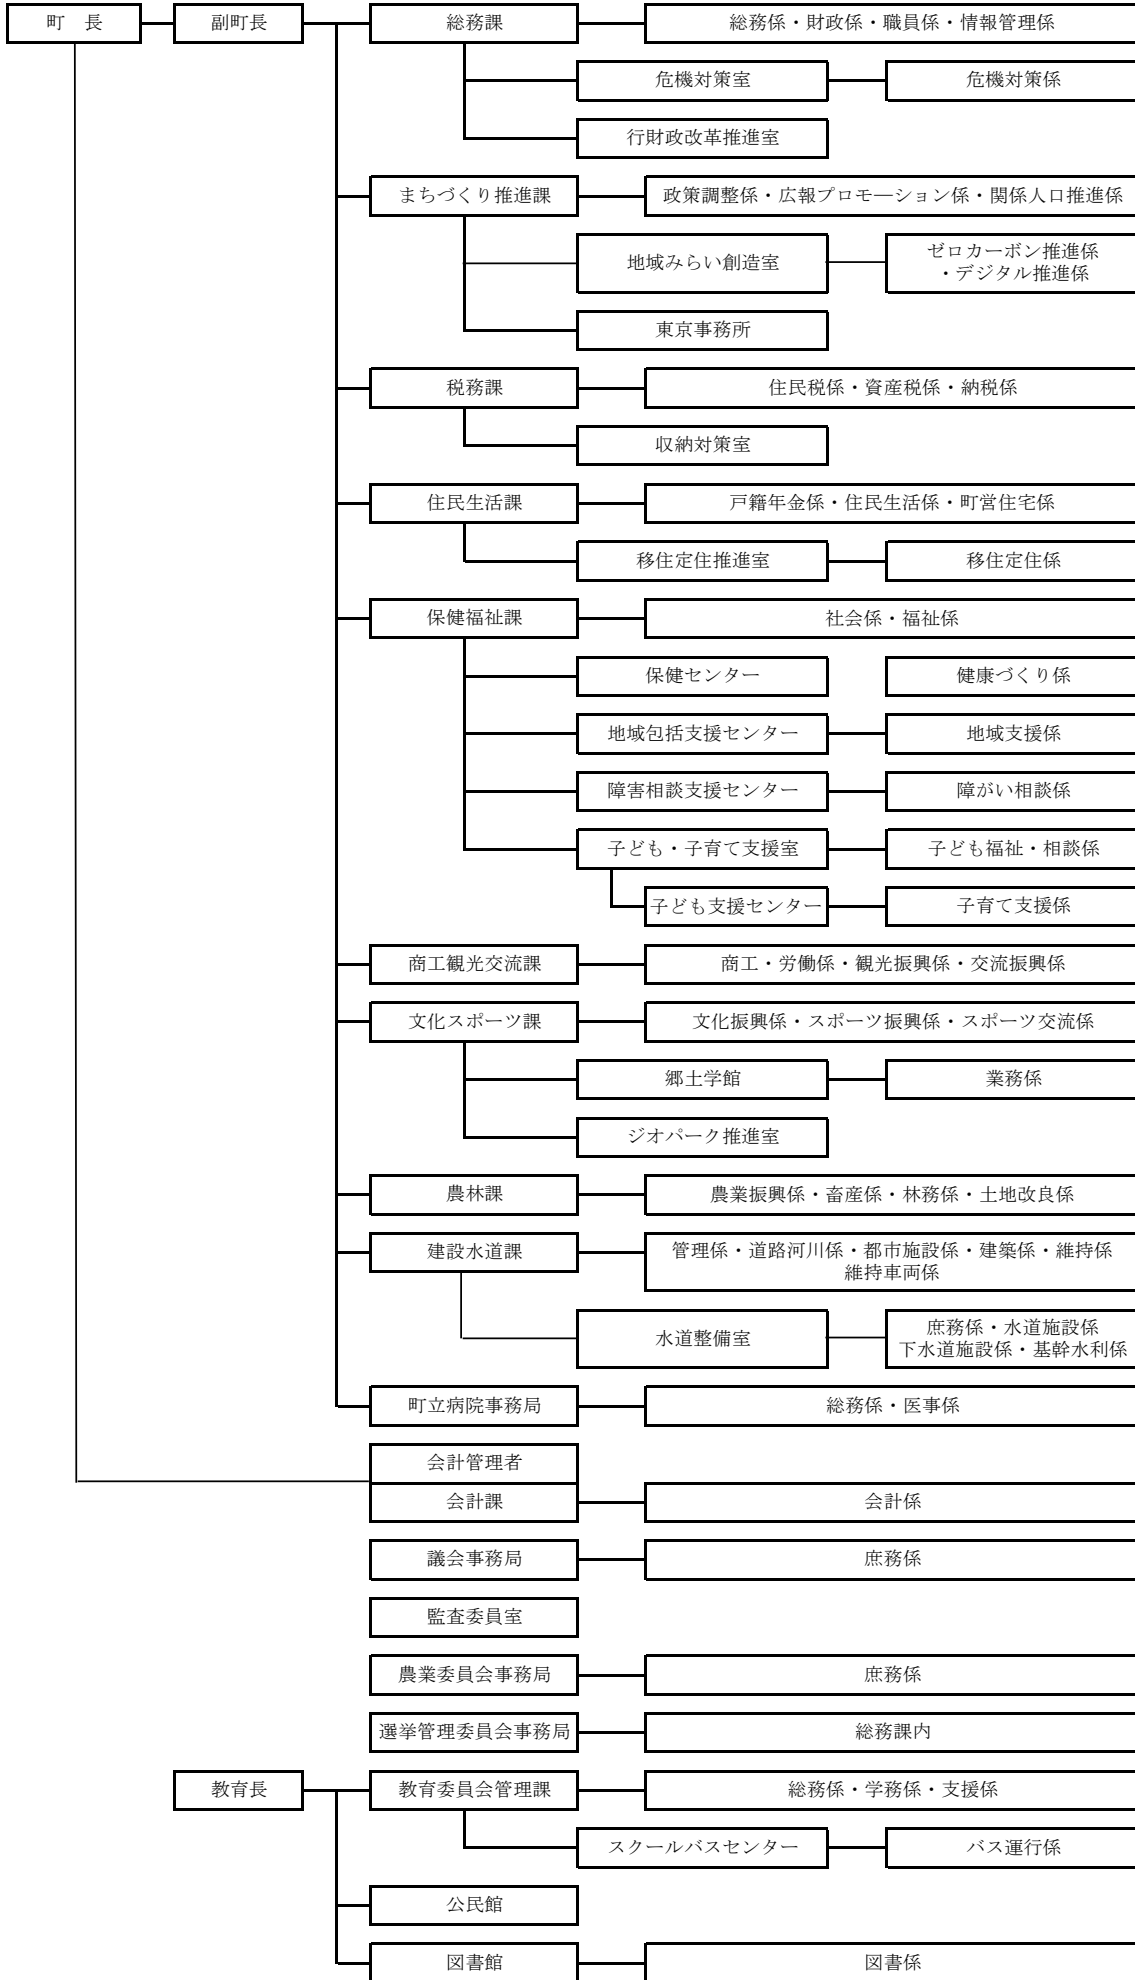 町　長
副町長
総務課
総務係・財政係・職員係・情報管理係
危機対策室
危機対策係
行財政改革推進室
まちづくり推進課
政策調整係・広報プロモ―ション係・関係人口推進係
地域みらい創造室
ゼロカーボン推進係
・デジタル推進係
東京事務所
税務課
住民税係・資産税係・納税係
収納対策室
住民生活課
戸籍年金係・住民生活係・町営住宅係
移住定住推進室
移住定住係
保健福祉課
社会係・福祉係
保健センター
健康づくり係
地域包括支援センター
地域支援係
障害相談支援センター
障がい相談係
子ども・子育て支援室
子ども福祉・相談係
子ども支援センター
子育て支援係
商工観光交流課
商工・労働係・観光振興係・交流振興係
文化スポーツ課
文化振興係・スポーツ振興係・スポーツ交流係
郷土学館
業務係
ジオパーク推進室
農林課
農業振興係・畜産係・林務係・土地改良係
建設水道課
管理係・道路河川係・都市施設係・建築係・維持係
維持車両係
水道整備室
庶務係・水道施設係
下水道施設係・基幹水利係
町立病院事務局
総務係・医事係
会計管理者
会計課
会計係
議会事務局
庶務係
監査委員室
農業委員会事務局
庶務係
選挙管理委員会事務局
総務課内
教育長
教育委員会管理課
総務係・学務係・支援係
スクールバスセンター
バス運行係
公民館
図書館
図書係